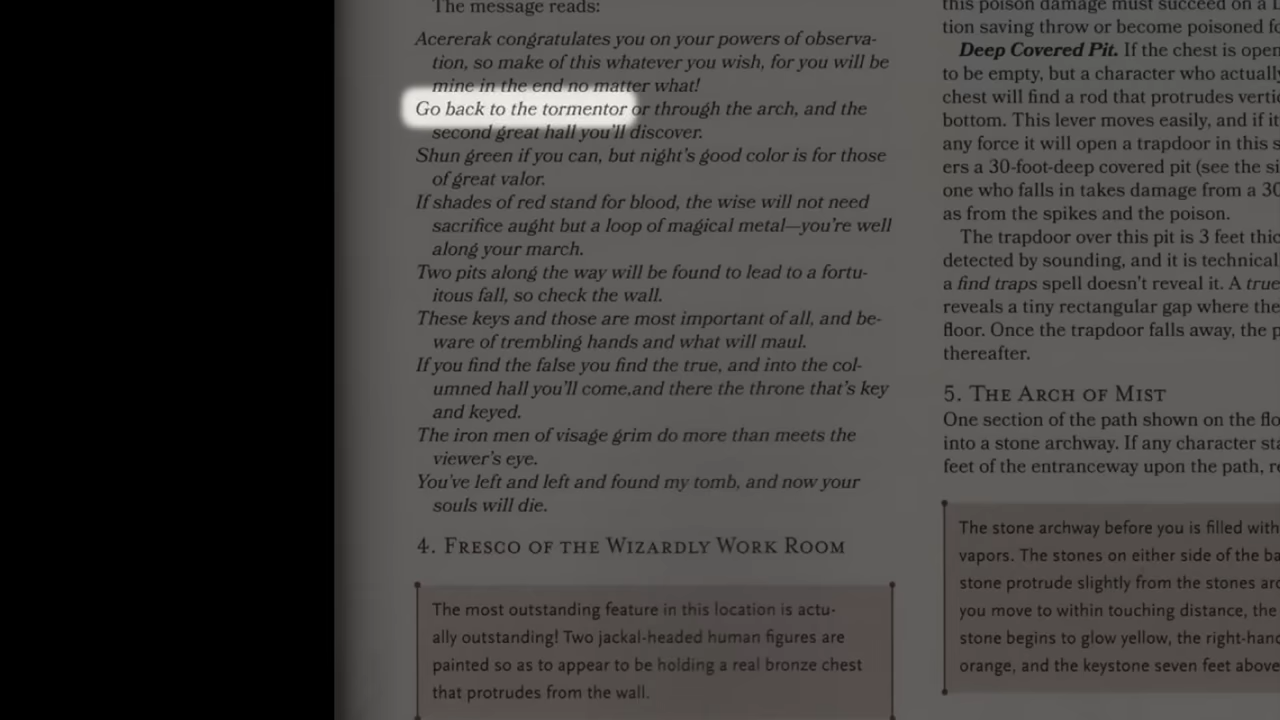 The message reads:
Acererak congratulates you on your powers of observa-
tion, so make of this whatever you wish, for you will be
mine in the end no matter what!
Go back to the tormentor or through the arch, and the
second great hall you'll discover.
Shun green if you can, but night's good color is for those
of great valor.
If shades of red stand for blood, the wise will not need
sacrifice aught but a loop of magical metal—you're well
along your march.
Two pits along the way will be found to lead to a fortu-
itous fall, so check the wall.
These keys and those are most important of all, and be-
ware of trembling hands and what will maul.
If you find the false you find the true, and into the col-
umned hall you'll come,and there the throne that's key
and keyed.
The iron men of visage grim do more than meets the
viewer's eye.
You've left and left and found my tomb, and now your
souls will die.
4. FRESCO OF THE WIZARDLY WORK ROOM
The most outstanding feature in this location is actu-
ally outstanding! Two jackal-headed human figures are
painted so as to appear to be holding a real bronze chest
that protrudes from the wall.
this poison damage must succeed on a
tion saving throw or become poisoned
Deep Covered Pit. If the chest is open
to be empty, but a character who actually
chest will find a rod that protrudes
bottom. This lever moves easily, and if it
any force it will open a trapdoor in this
ers a 30-foot-deep covered pit (see the
one who falls in takes damage from a
as from the spikes and the poison.
The trapdoor over this pit is 3 feet
detected by sounding, and it is
a find traps spell doesn't reveal it. A true
reveals a tiny rectangular gap where the
floor. Once the trapdoor falls away, the
thereafter.
5. THE ARCH OF MIST
One section of the path shown on the
into a stone archway. If any character
feet of the entranceway upon the path,
The stone archway before you is filled with
vapors. The stones on either side of the
stone protrude slightly from the stones
you move to within touching distance, the
stone begins to glow yellow, the
orange, and the keystone seven feet above